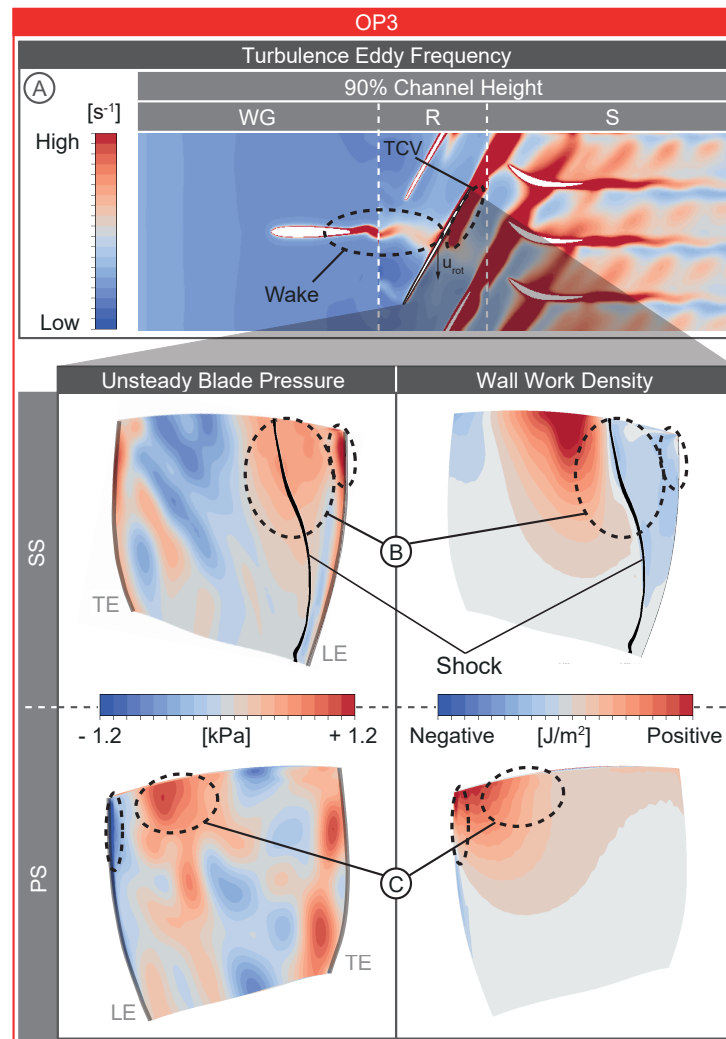 OP3
Turbulence Eddy Frequency
A
[s⁻¹]
90% Channel Height
WG R S
High
TCV
u_rot
Wake
Low
Unsteady Blade Pressure
Wall Work Density
SS
B
TE
LE
Shock
- 1.2 [kPa] + 1.2
Negative [J/m²] Positive
PS
C
TE
LE